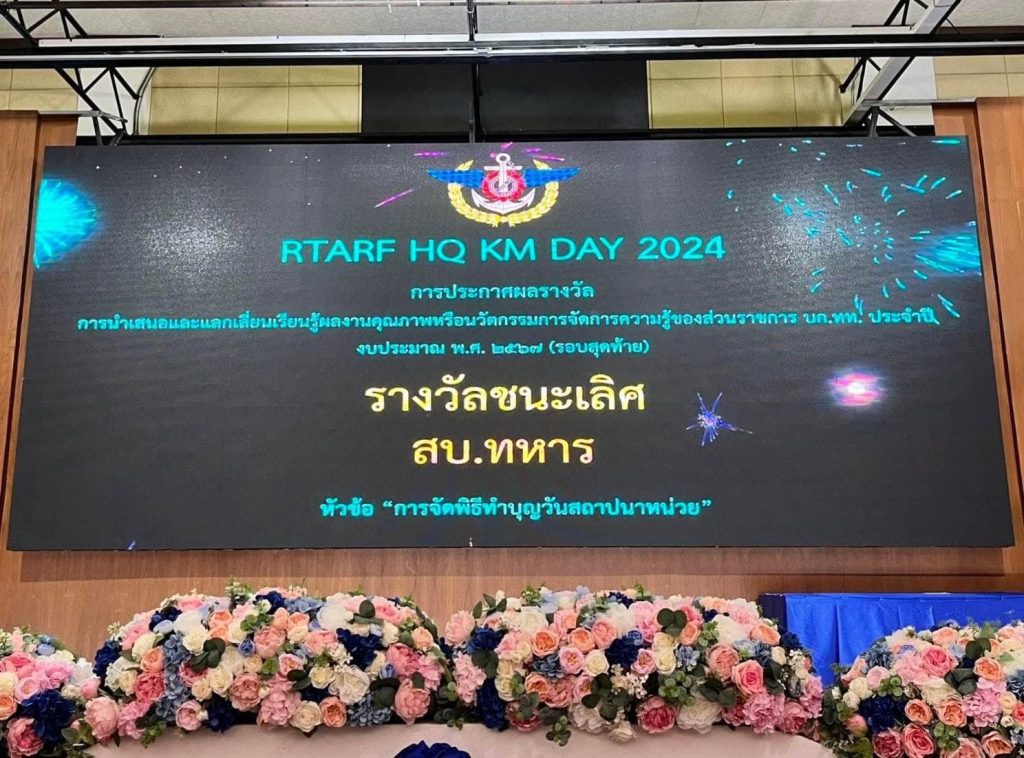 RTARF HQ KM DAY 2024
การประกาศผลรางวัล
การนำเสนอและแลกเลี่ยนเรียนรู้ผลงานคุณภาพหรือนวัตกรรมการจัดการความรู้ของส่วนราชการ บก.ทท. ประจำปี
งบประมาณ พ.ศ. ๒๕๖๗ (รอบสุดท้าย)
รางวัลชนะเลิศ
สบ.ทหาร
หัวข้อ “การจัดพิธีทำบุญวันสถาปนาหน่วย”